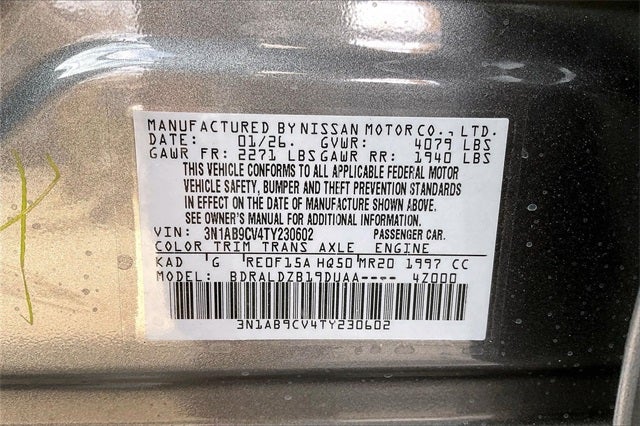 MANUFACTURED BY NISSAN MOTOR CO., LTD.
DATE: 01/26. GVWR: 4079 LBS
GAWR FR: 2271 LBS GAWR RR: 1940 LBS
THIS VEHICLE CONFORMS TO ALL APPLICABLE FEDERAL MOTOR
VEHICLE SAFETY, BUMPER AND THEFT PREVENTION STANDARDS
IN EFFECT ON THE DATE OF MANUFACTURE SHOWN ABOVE.
SEE OWNER'S MANUAL FOR ADDITIONAL INFORMATION.
VIN: 3N1AB9CV4TY230602 PASSENGER CAR.
COLOR TRIM TRANS AXLE ENGINE
KAD G RE0F15A HQ50 MR20 1997 CC
MODEL: BDRALDZB19DUAA---- 4Z000
3N1AB9CV4TY230602